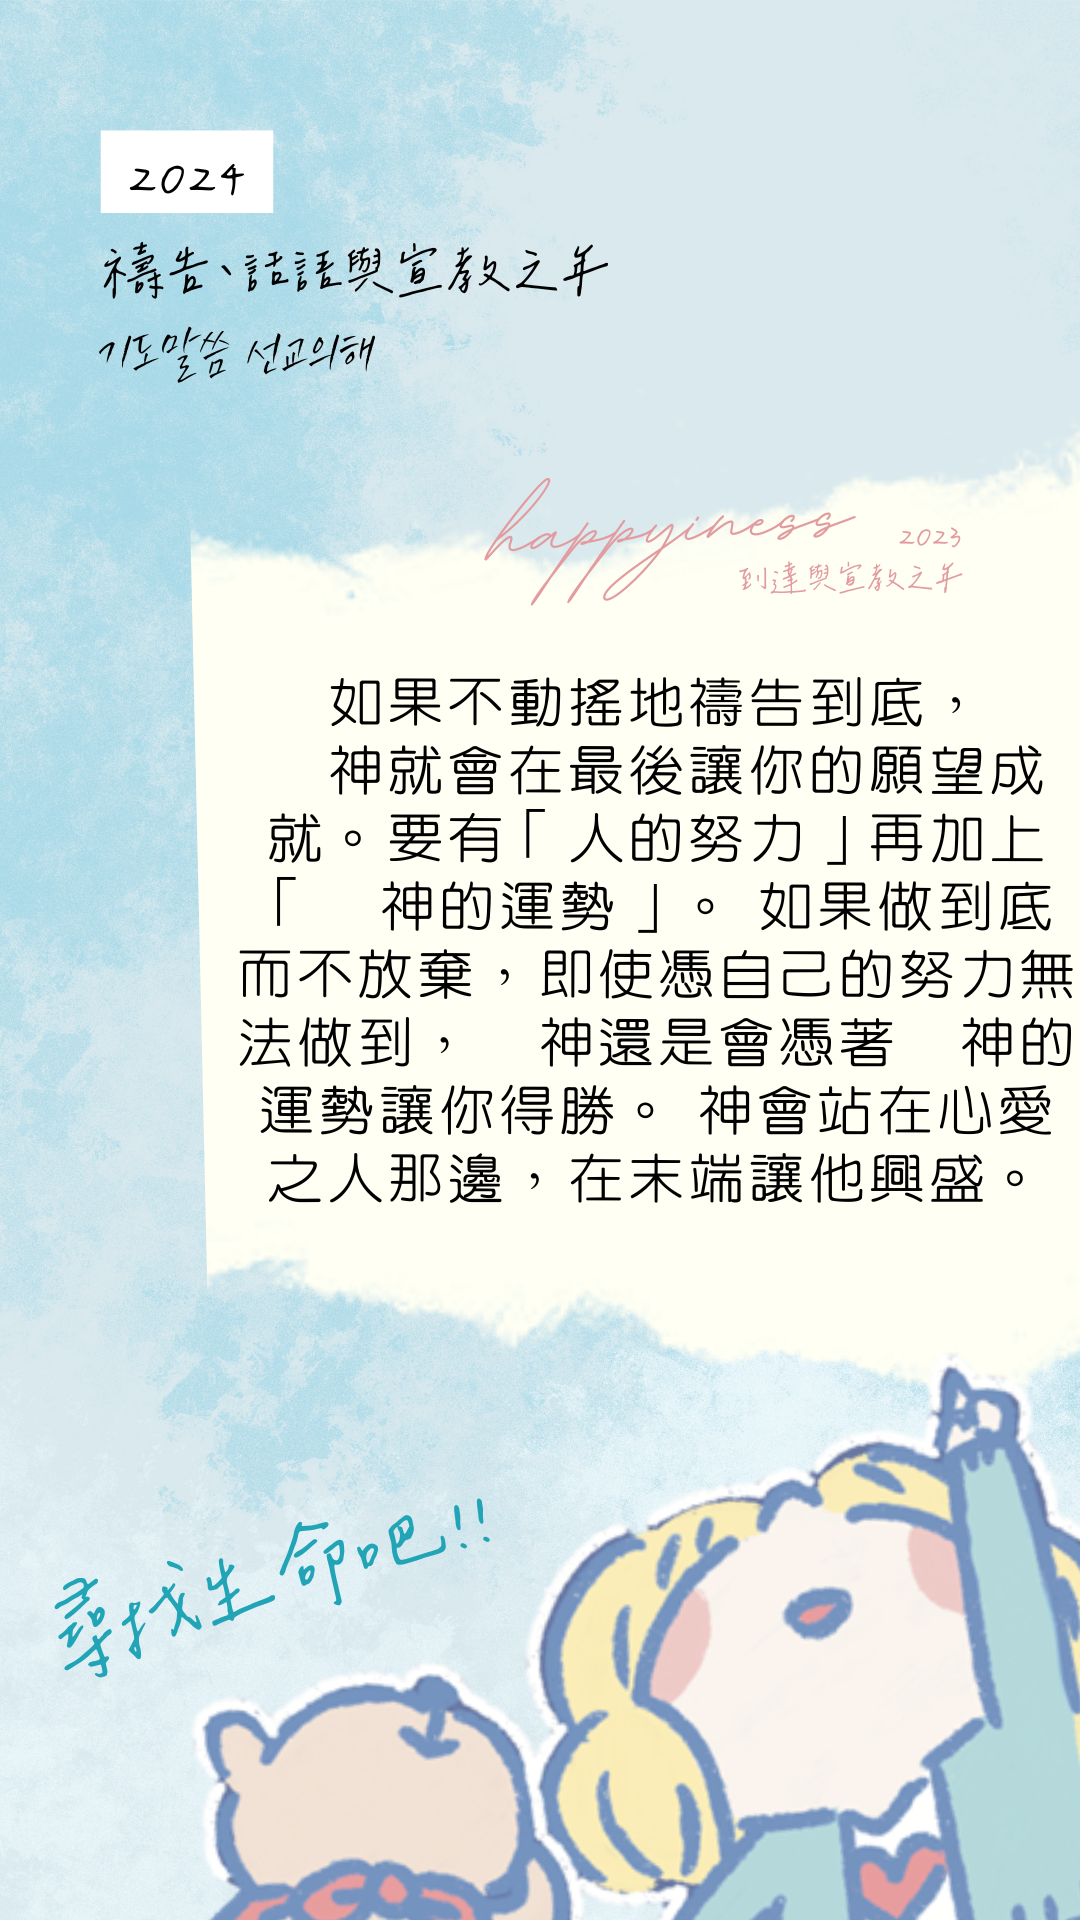 2024
禱告、話語與宣教之年
기도말씀 선교의해
happyiness
2023
到達與宣教之年
如果不動搖地禱告到底，
神就會在最後讓你的願望成
就。要有「人的努力」再加上
「　神的運勢」。 如果做到底
而不放棄，即使憑自己的努力無
法做到，　神還是會憑著　神的
運勢讓你得勝。 神會站在心愛
之人那邊，在末端讓他興盛。
尋找生命吧!!